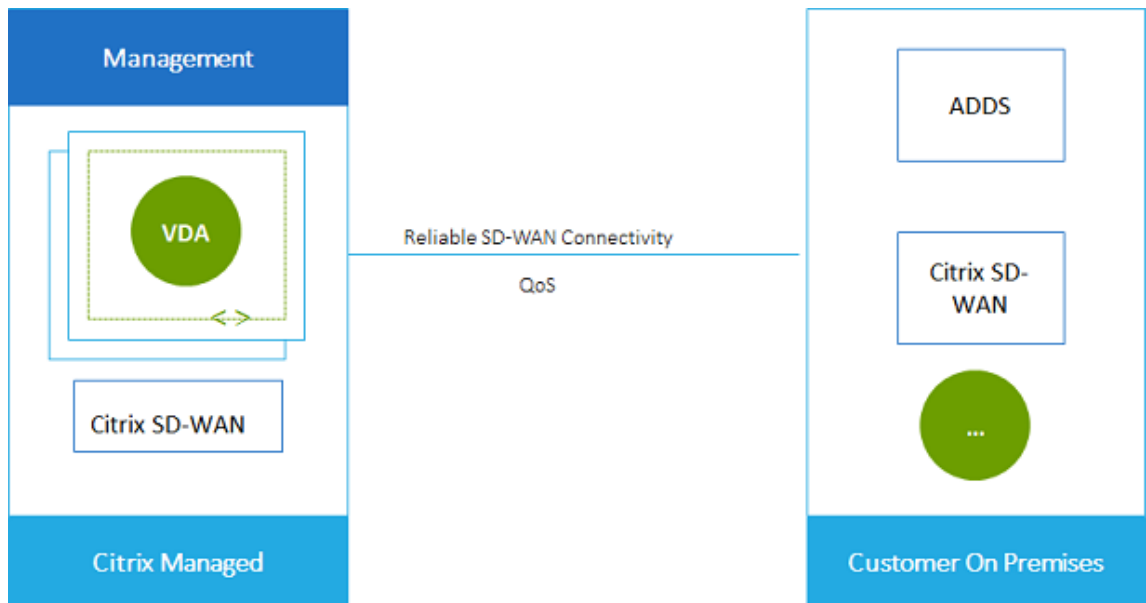 Management
VDA
< >
Citrix SD-WAN
Citrix Managed
Reliable SD-WAN Connectivity
QoS
ADDS
Citrix SD-
WAN
...
Customer On Premises